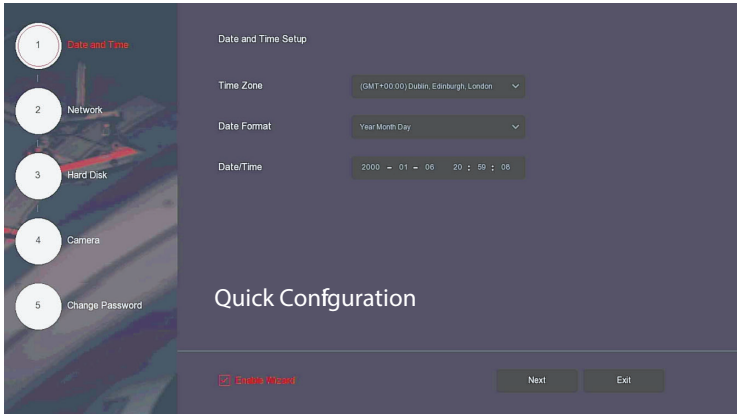 1 Date and Time
2 Network
3 Hard Disk
4 Camera
5 Change Password
Date and Time Setup
Time Zone (GMT+00:00) Dublin, Edinburgh, London
Date Format Year Month Day
Date/Time 2000 - 01 - 06 20 : 59 : 06
Quick Confguration
Enable Wizard
Next Exit